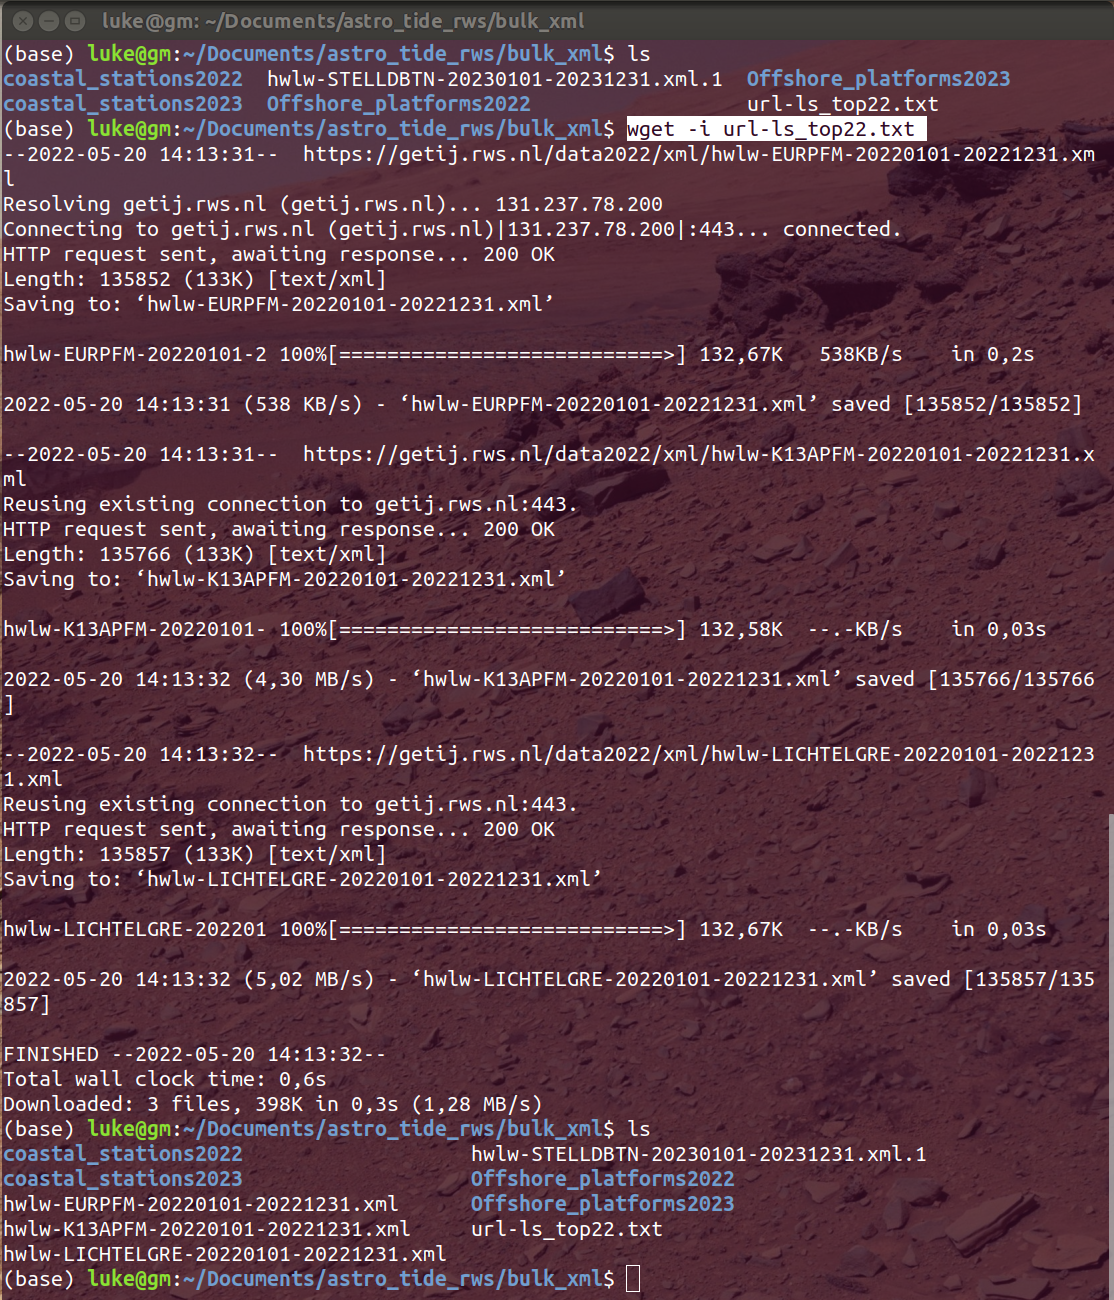 luke@gm: ~/Documents/astro_tide_rws/bulk_xml
(base) luke@gm:~/Documents/astro_tide_rws/bulk_xml$ ls
coastal_stations2022  hwlw-STELLDBTN-20230101-20231231.xml.1  Offshore_platforms2023
coastal_stations2023  Offshore_platforms2022                  url-ls_top22.txt
(base) luke@gm:~/Documents/astro_tide_rws/bulk_xml$ wget -i url-ls_top22.txt
--2022-05-20 14:13:31--  https://getij.rws.nl/data2022/xml/hwlw-EURPFM-20220101-20221231.xm
l
Resolving getij.rws.nl (getij.rws.nl)... 131.237.78.200
Connecting to getij.rws.nl (getij.rws.nl)|131.237.78.200|:443... connected.
HTTP request sent, awaiting response... 200 OK
Length: 135852 (133K) [text/xml]
Saving to: ‘hwlw-EURPFM-20220101-20221231.xml’
hwlw-EURPFM-20220101-2 100%[===========================>] 132,67K   538KB/s    in 0,2s
2022-05-20 14:13:31 (538 KB/s) - ‘hwlw-EURPFM-20220101-20221231.xml’ saved [135852/135852]
--2022-05-20 14:13:31--  https://getij.rws.nl/data2022/xml/hwlw-K13APFM-20220101-20221231.x
ml
Reusing existing connection to getij.rws.nl:443.
HTTP request sent, awaiting response... 200 OK
Length: 135766 (133K) [text/xml]
Saving to: ‘hwlw-K13APFM-20220101-20221231.xml’
hwlw-K13APFM-20220101- 100%[===========================>] 132,58K  --.-KB/s    in 0,03s
2022-05-20 14:13:32 (4,30 MB/s) - ‘hwlw-K13APFM-20220101-20221231.xml’ saved [135766/135766
]
--2022-05-20 14:13:32--  https://getij.rws.nl/data2022/xml/hwlw-LICHTELGRE-20220101-2022123
1.xml
Reusing existing connection to getij.rws.nl:443.
HTTP request sent, awaiting response... 200 OK
Length: 135857 (133K) [text/xml]
Saving to: ‘hwlw-LICHTELGRE-20220101-20221231.xml’
hwlw-LICHTELGRE-202201 100%[===========================>] 132,67K  --.-KB/s    in 0,03s
2022-05-20 14:13:32 (5,02 MB/s) - ‘hwlw-LICHTELGRE-20220101-20221231.xml’ saved [135857/135
857]
FINISHED --2022-05-20 14:13:32--
Total wall clock time: 0,6s
Downloaded: 3 files, 398K in 0,3s (1,28 MB/s)
(base) luke@gm:~/Documents/astro_tide_rws/bulk_xml$ ls
coastal_stations2022                   hwlw-STELLDBTN-20230101-20231231.xml.1
coastal_stations2023                   Offshore_platforms2022
hwlw-EURPFM-20220101-20221231.xml      Offshore_platforms2023
hwlw-K13APFM-20220101-20221231.xml     url-ls_top22.txt
hwlw-LICHTELGRE-20220101-20221231.xml
(base) luke@gm:~/Documents/astro_tide_rws/bulk_xml$